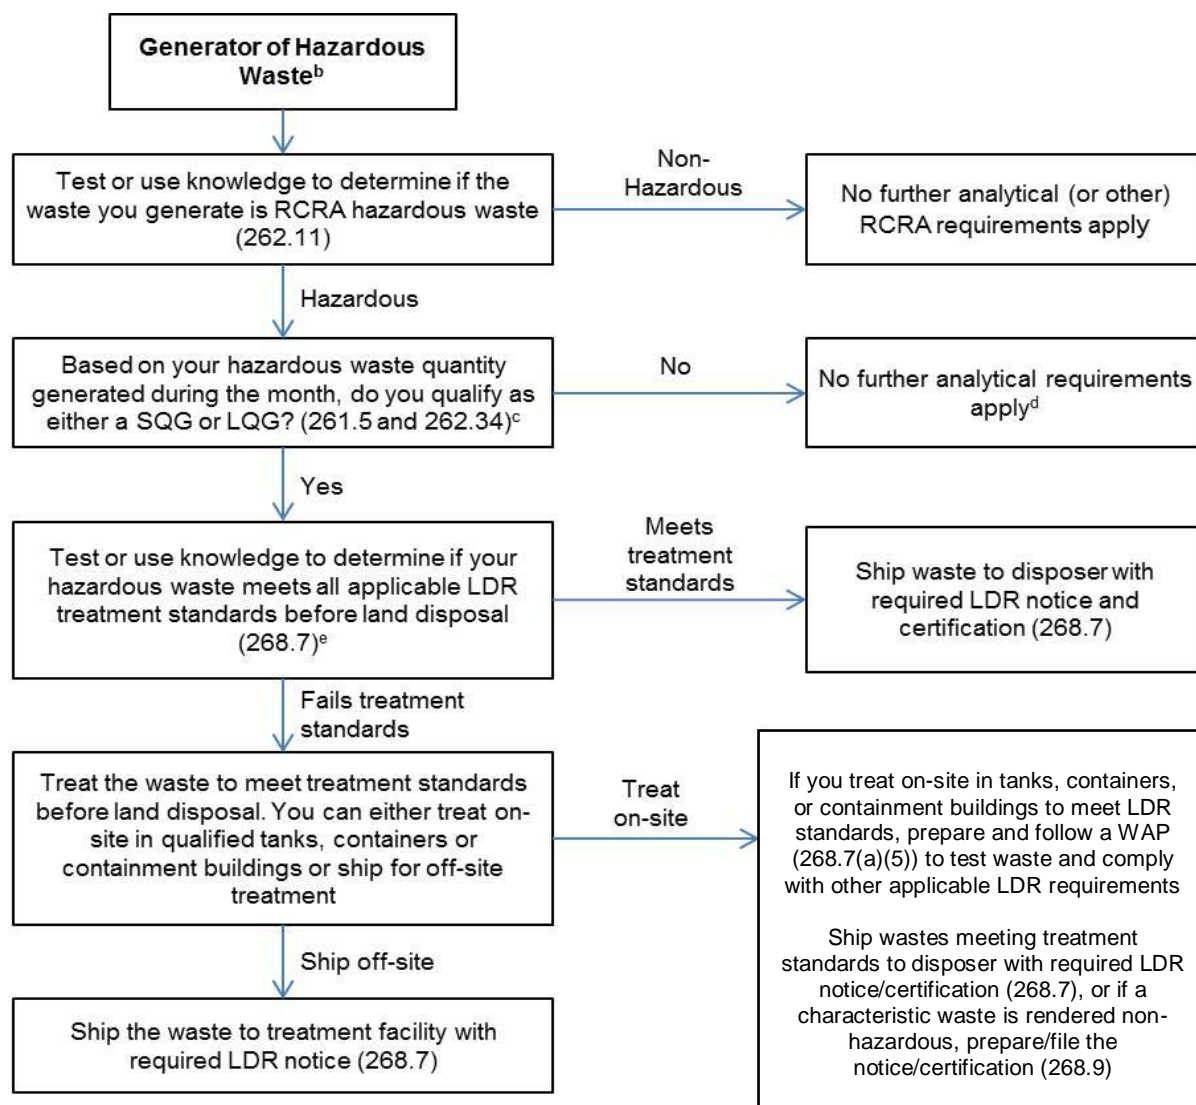 Generator of Hazardous
Wasteᵇ
Test or use knowledge to determine if the
waste you generate is RCRA hazardous waste
(262.11)
Non-
Hazardous
No further analytical (or other)
RCRA requirements apply
Hazardous
Based on your hazardous waste quantity
generated during the month, do you qualify as
either a SQG or LQG? (261.5 and 262.34)ᶜ
No
No further analytical requirements
applyᵈ
Yes
Test or use knowledge to determine if your
hazardous waste meets all applicable LDR
treatment standards before land disposal
(268.7)ᵉ
Meets
treatment
standards
Ship waste to disposer with
required LDR notice and
certification (268.7)
Fails treatment
standards
Treat the waste to meet treatment standards
before land disposal. You can either treat on-
site in qualified tanks, containers or
containment buildings or ship for off-site
treatment
Treat
on-site
If you treat on-site in tanks, containers,
or containment buildings to meet LDR
standards, prepare and follow a WAP
(268.7(a)(5)) to test waste and comply
with other applicable LDR requirements
Ship wastes meeting treatment
standards to disposer with required LDR
notice/certification (268.7), or if a
characteristic waste is rendered non-
hazardous, prepare/file the
notice/certification (268.9)
Ship off-site
Ship the waste to treatment facility with
required LDR notice (268.7)